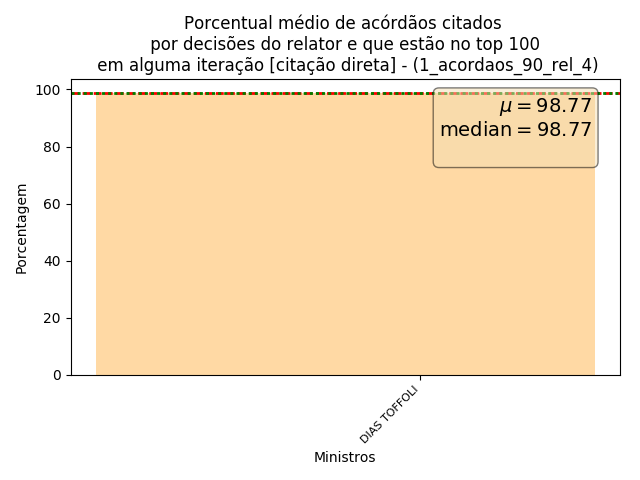 Porcentual médio de acórdãos citados
por decisões do relator e que estão no top 100
em alguma iteração [citação direta] - (1_acordaos_90_rel_4)
100
80
60
40
20
0
Porcentagem
μ = 98.77
median = 98.77
DIAS TOFFOLI
Ministros